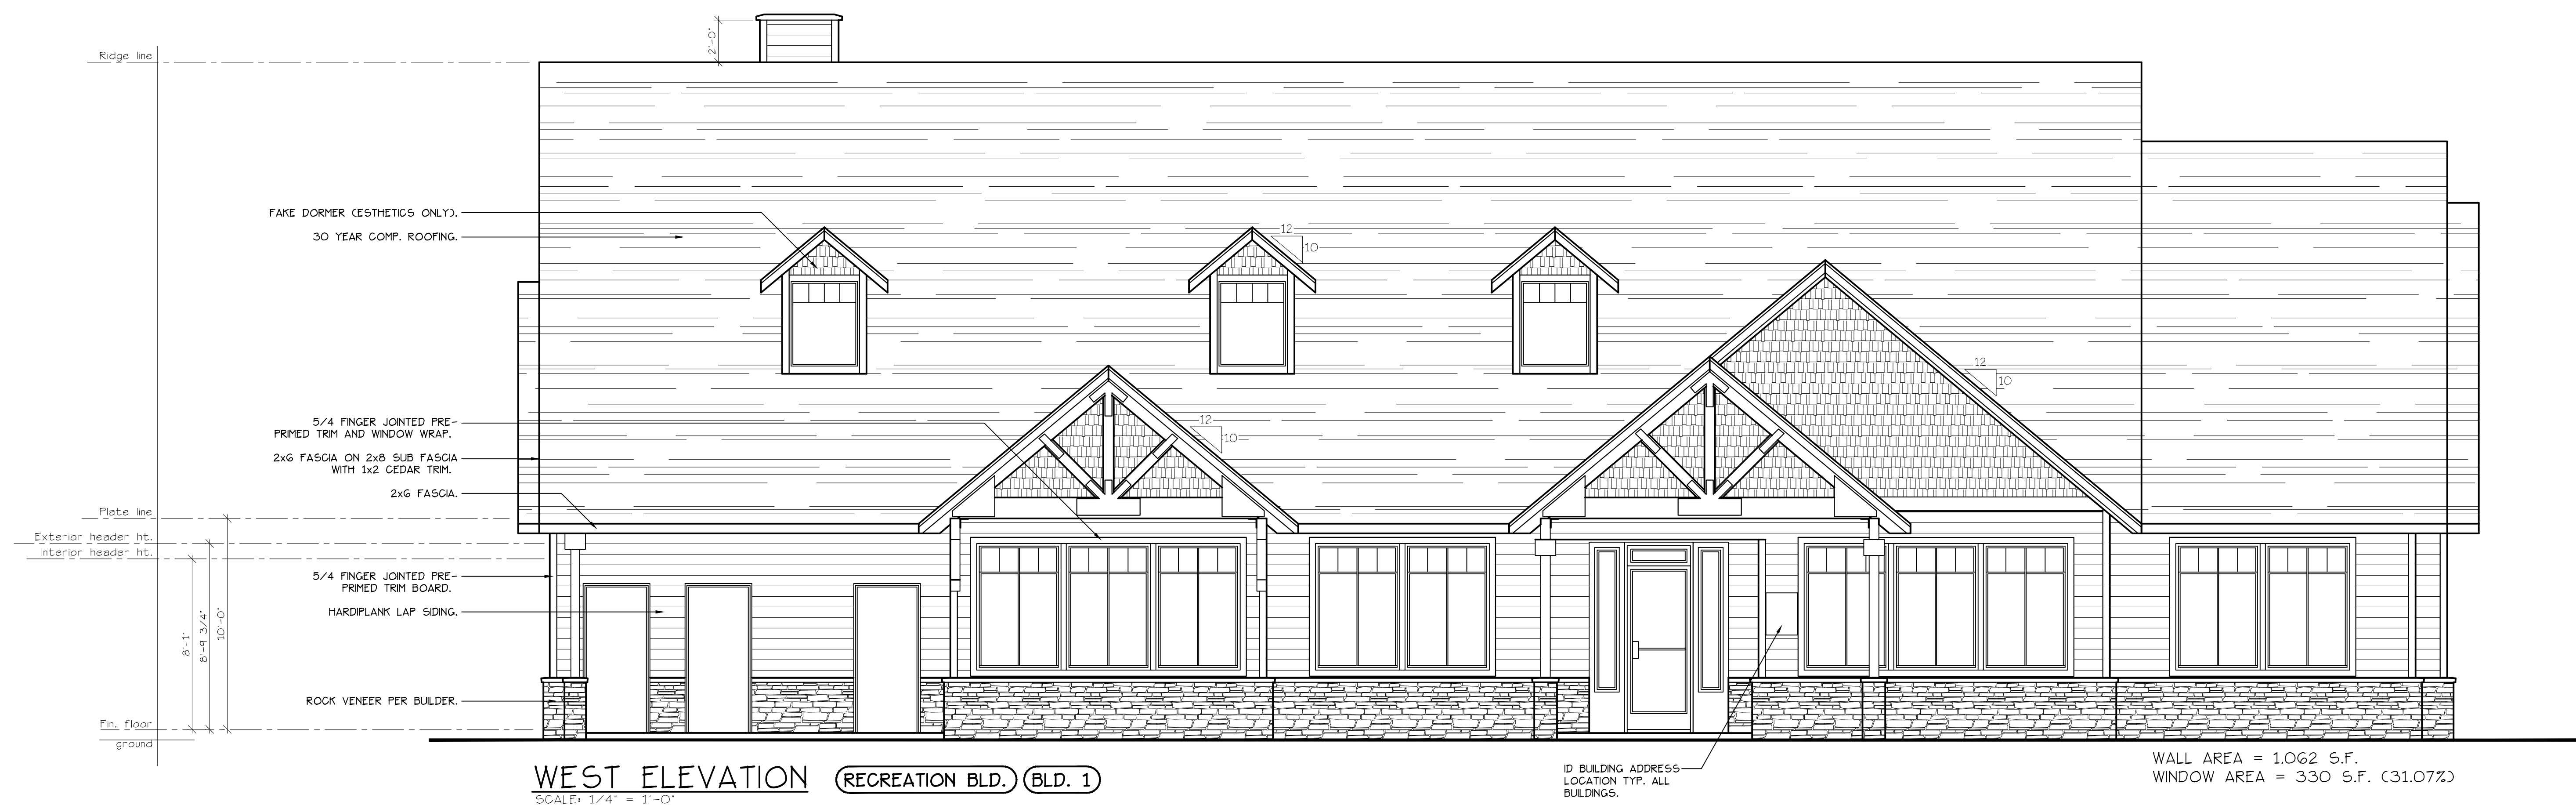 2'-0"
Ridge line
FAKE DORMER (ESTHETICS ONLY).
30 YEAR COMP. ROOFING.
12
10
12
10
12
10
5/4 FINGER JOINTED PRE-
PRIMED TRIM AND WINDOW WRAP.
2x6 FASCIA ON 2x8 SUB FASCIA
WITH 1x2 CEDAR TRIM.
2x6 FASCIA.
Plate line
Exterior header ht.
Interior header ht.
5/4 FINGER JOINTED PRE-
PRIMED TRIM BOARD.
HARDIPLANK LAP SIDING.
8'-1"
8'-9 3/4"
10'-0"
ROCK VENEER PER BUILDER.
Fin. floor
ground
WEST ELEVATION
RECREATION BLD.
BLD. 1
SCALE: 1/4" = 1'-0"
ID BUILDING ADDRESS
LOCATION TYP. ALL
BUILDINGS.
WALL AREA = 1,062 S.F.
WINDOW AREA = 330 S.F. (31.07%)